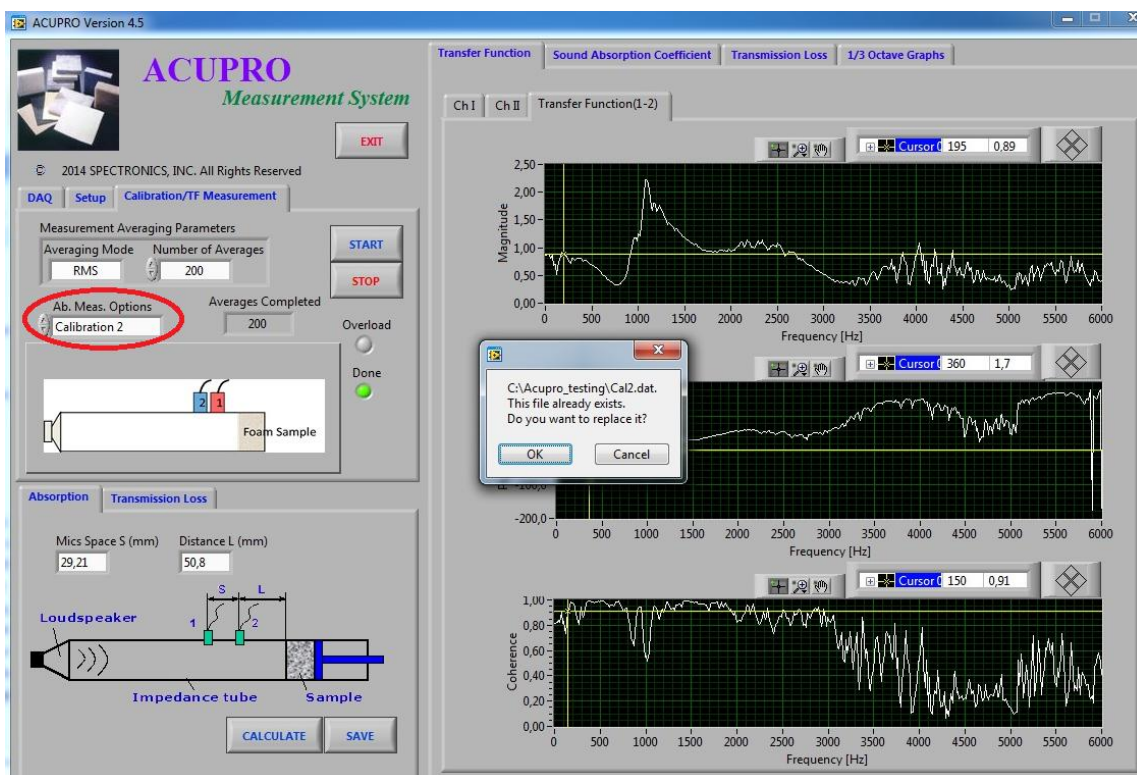 ACUPRO Version 4.5
ACUPRO
Measurement System
EXIT
© 2014 SPECTRONICS, INC. All Rights Reserved
DAQ Setup Calibration/TF Measurement
Measurement Averaging Parameters
Averaging Mode Number of Averages
RMS 200
START
STOP
Ab. Meas. Options Averages Completed
Calibration 2 200
Overload
Done
2 1
Foam Sample
Absorption Transmission Loss
Mics Space S (mm) Distance L (mm)
29,21 50,8
S L
Loudspeaker 1 2
Impedance tube Sample
CALCULATE SAVE
Transfer Function Sound Absorption Coefficient Transmission Loss 1/3 Octave Graphs
Ch I Ch II Transfer Function(1-2)
Cursor 0 195 0,89
Magnitude
2,50
2,00
1,50
1,00
0,50
0,00
0 500 1000 1500 2000 2500 3000 3500 4000 4500 5000 5500 6000
Frequency [Hz]
Cursor 0 360 1,7
C:\Acupro_testing\Cal2.dat.
This file already exists.
Do you want to replace it?
OK Cancel
-100,0
-200,0
0 500 1000 1500 2000 2500 3000 3500 4000 4500 5000 5500 6000
Frequency [Hz]
Cursor 0 150 0,91
Coherence
1,00
0,80
0,60
0,40
0,20
0,00
0 500 1000 1500 2000 2500 3000 3500 4000 4500 5000 5500 6000
Frequency [Hz]